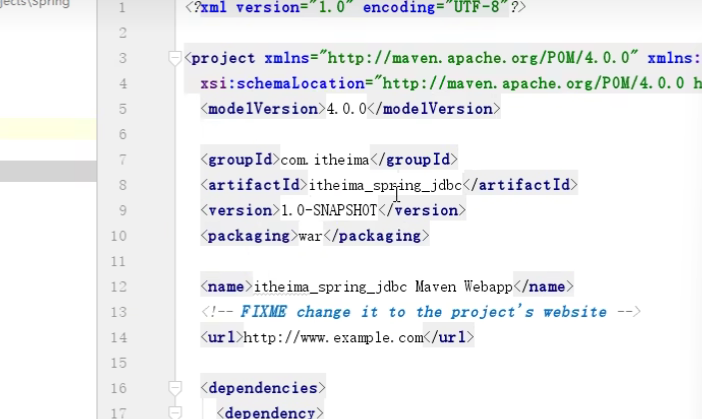 jects\Spring
1 <?xml version="1.0" encoding="UTF-8"?>
2
3 <project xmlns="http://maven.apache.org/POM/4.0.0" xmlns:
4 xsi:schemaLocation="http://maven.apache.org/POM/4.0.0 h
5 <modelVersion>4.0.0</modelVersion>
6
7 <groupId>com.itheima</groupId>
8 <artifactId>itheima_spring_jdbc</artifactId>
9 <version>1.0-SNAPSHOT</version>
10 <packaging>war</packaging>
11
12 <name>itheima_spring_jdbc Maven Webapp</name>
13 <!-- FIXME change it to the project's website -->
14 <url>http://www.example.com</url>
15
16 <dependencies>
17 <dependency>